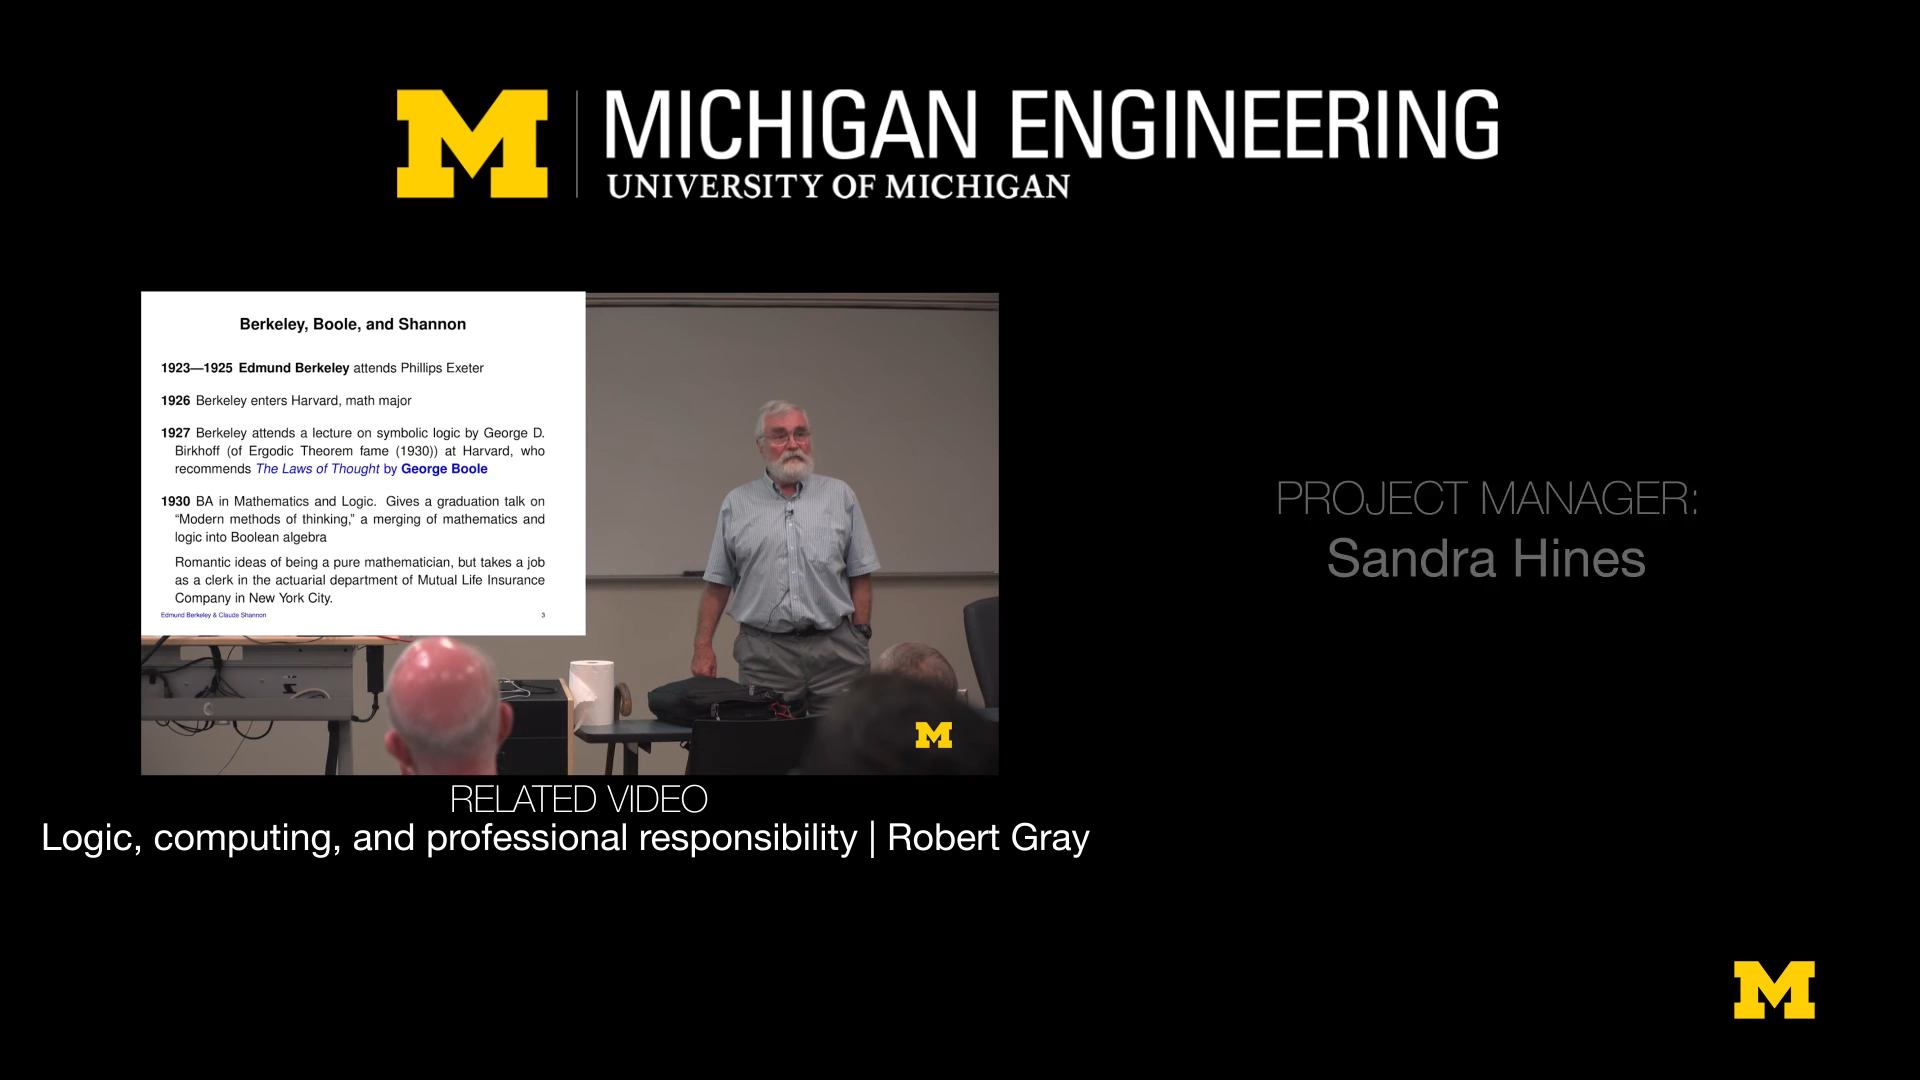 M
MICHIGAN ENGINEERING
UNIVERSITY OF MICHIGAN
Berkeley, Boole, and Shannon
1923—1925 Edmund Berkeley attends Phillips Exeter
1926 Berkeley enters Harvard, math major
1927 Berkeley attends a lecture on symbolic logic by George D.
Birkhoff (of Ergodic Theorem fame (1930)) at Harvard, who
recommends The Laws of Thought by George Boole
1930 BA in Mathematics and Logic. Gives a graduation talk on
“Modern methods of thinking,” a merging of mathematics and
logic into Boolean algebra
Romantic ideas of being a pure mathematician, but takes a job
as a clerk in the actuarial department of Mutual Life Insurance
Company in New York City.
Edmund Berkeley & Claude Shannon 3
M
RELATED VIDEO
Logic, computing, and professional responsibility | Robert Gray
PROJECT MANAGER:
Sandra Hines
M